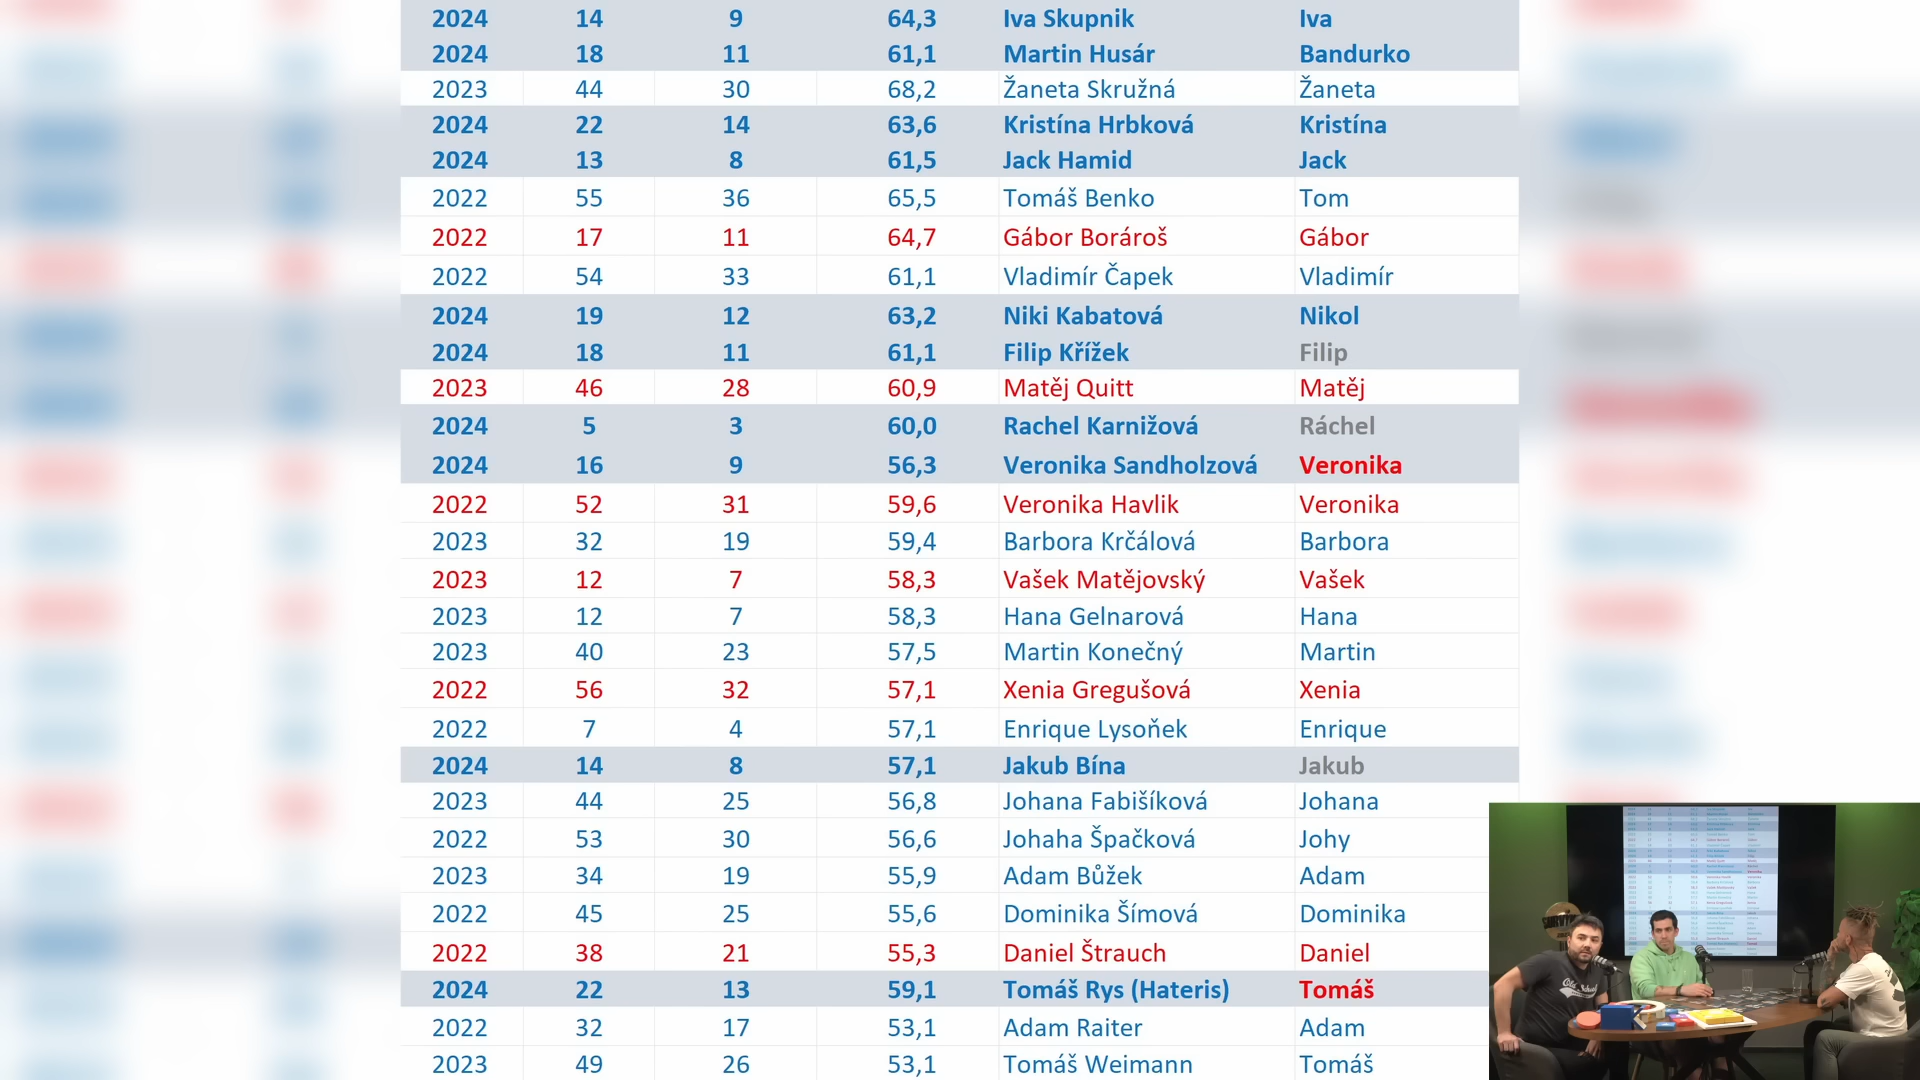 2024 14 9 64,3 Iva Skupnik Iva
2024 18 11 61,1 Martin Husár Bandurko
2023 44 30 68,2 Žaneta Skružná Žaneta
2024 22 14 63,6 Kristína Hrbková Kristína
2024 13 8 61,5 Jack Hamid Jack
2022 55 36 65,5 Tomáš Benko Tom
2022 17 11 64,7 Gábor Boráros̆ Gábor
2022 54 33 61,1 Vladimír Čapek Vladimír
2024 19 12 63,2 Niki Kabatová Nikol
2024 18 11 61,1 Filip Křížek Filip
2023 46 28 60,9 Matěj Quitt Matěj
2024 5 3 60,0 Rachel Karnižová Ráchel
2024 16 9 56,3 Veronika Sandholzová Veronika
2022 52 31 59,6 Veronika Havlik Veronika
2023 32 19 59,4 Barbora Krčálová Barbora
2023 12 7 58,3 Vašek Matějovský Vašek
2023 12 7 58,3 Hana Gelnarová Hana
2023 40 23 57,5 Martin Konečný Martin
2022 56 32 57,1 Xenia Gregušová Xenia
2022 7 4 57,1 Enrique Lysoňek Enrique
2024 14 8 57,1 Jakub Bína Jakub
2023 44 25 56,8 Johana Fabišíková Johana
2022 53 30 56,6 Johaha Špačková Johy
2023 34 19 55,9 Adam Bůžek Adam
2022 45 25 55,6 Dominika Šímová Dominika
2022 38 21 55,3 Daniel Štrauch Daniel
2024 22 13 59,1 Tomáš Rys (Hateris) Tomáš
2022 32 17 53,1 Adam Raiter Adam
2023 49 26 53,1 Tomáš Weimann Tomáš